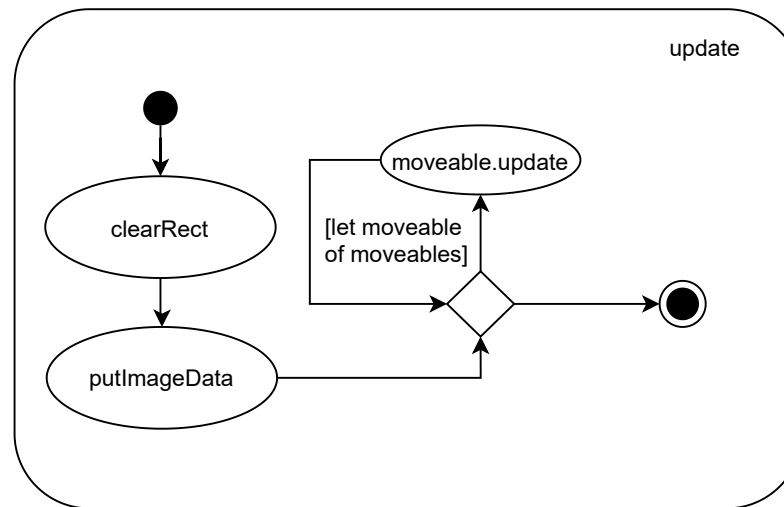 update
clearRect
putImageData
moveable.update
[let moveable
of moveables]